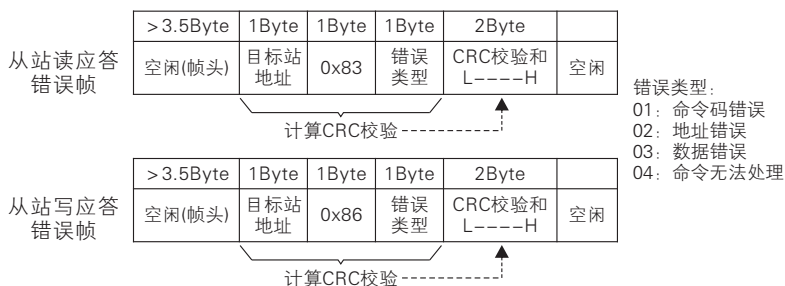 >3.5Byte 1Byte 1Byte 1Byte 2Byte
从站读应答
错误帧
空闲(帧头) 目标站
地址 0x83 错误
类型 CRC校验和
L----H 空闲
计算CRC校验
错误类型:
01: 命令码错误
02: 地址错误
03: 数据错误
04: 命令无法处理
>3.5Byte 1Byte 1Byte 1Byte 2Byte
从站写应答
错误帧
空闲(帧头) 目标站
地址 0x86 错误
类型 CRC校验和
L----H 空闲
计算CRC校验